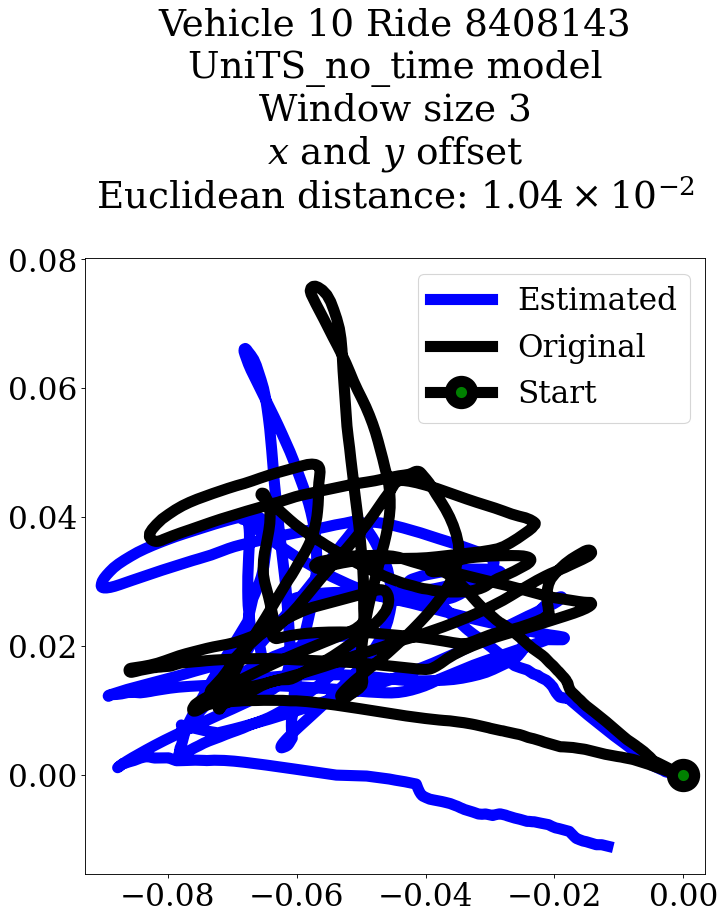 Vehicle 10 Ride 8408143
UniTS_no_time model
Window size 3
x and y offset
Euclidean distance: 1.04 × 10⁻²
Estimated
Original
Start
0.08
0.06
0.04
0.02
0.00
−0.08
−0.06
−0.04
−0.02
0.00